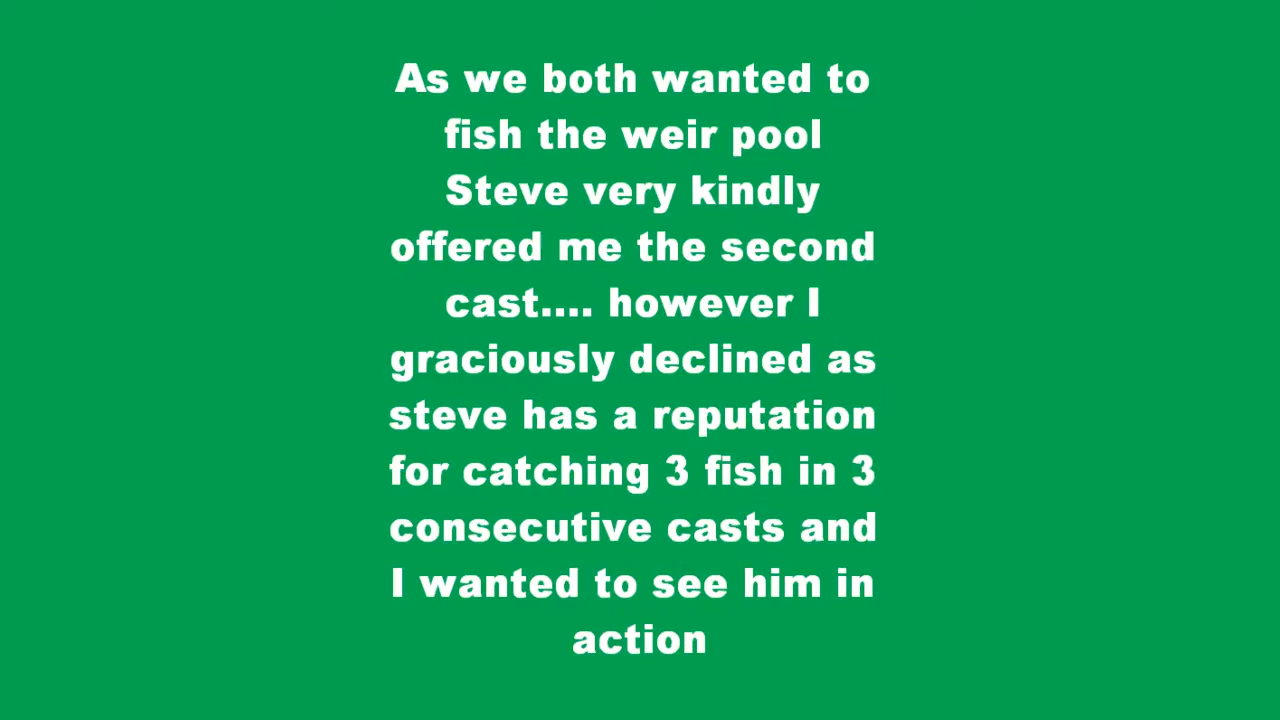 As we both wanted to
fish the weir pool
Steve very kindly
offered me the second
cast.... however I
graciously declined as
steve has a reputation
for catching 3 fish in 3
consecutive casts and
I wanted to see him in
action